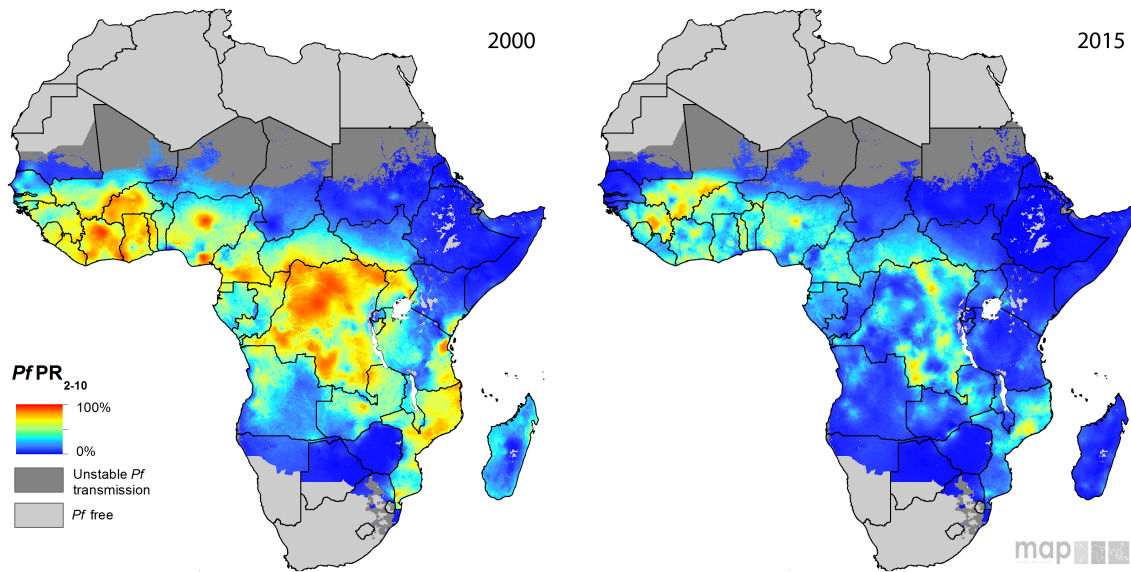 2000
2015
Pf PR2-10
100%
0%
Unstable Pf
transmission
Pf free
map